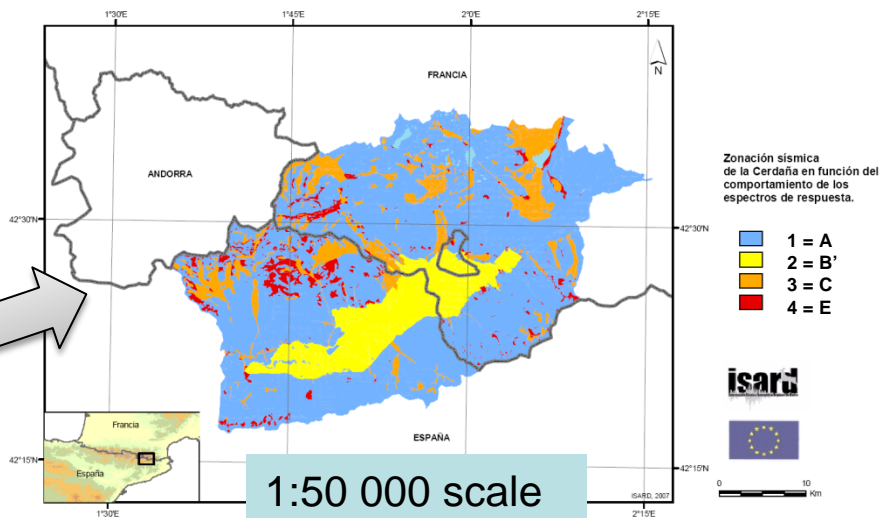 1°30'E
1°45'E
2°0'E
2°15'E
FRANCIA
N
ANDORRA
42°30'N
42°30'N
Zonación sísmica
de la Cerdaña en función del
comportamiento de los
espectros de respuesta.
1 = A
2 = B’
3 = C
4 = E
isard
Francia
España
ESPAÑA
42°15'N
42°15'N
1:50 000 scale
ISARD, 2007
0 10
Km
1°30'E
2°15'E